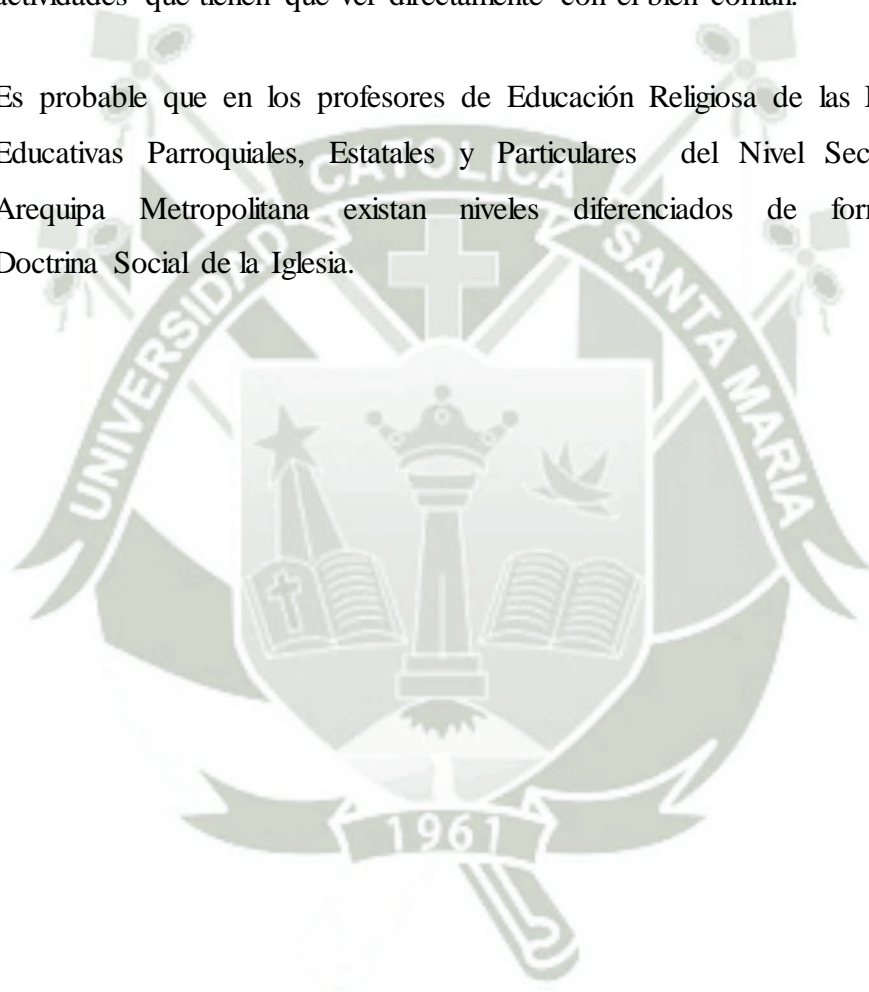 actividades que tienen que ver directamente con el bien común.
Es probable que en los profesores de Educación Religiosa de las
Educativas Parroquiales, Estatales y Particulares del Nivel Sec
Arequipa Metropolitana existan niveles diferenciados de for
Doctrina Social de la Iglesia.
UNIVERSIDAD CATOLICA SANTA MARIA
1961